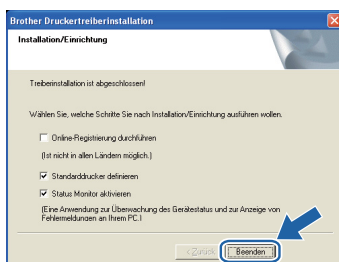 Brother Druckertreiberinstallation
Installation/Einrichtung
Treiberinstallation ist abgeschlossen!
Wählen Sie, welche Schritte Sie nach Installation/Einrichtung ausführen wollen.
Online-Registrierung durchführen
(Ist nicht in allen Ländern möglich.)
Standarddrucker definieren
Status Monitor aktivieren
(Eine Anwendung zur Überwachung des Gerätestatus und zur Anzeige von
Fehlermeldungen an Ihrem PC.)
< Zurück
Beenden